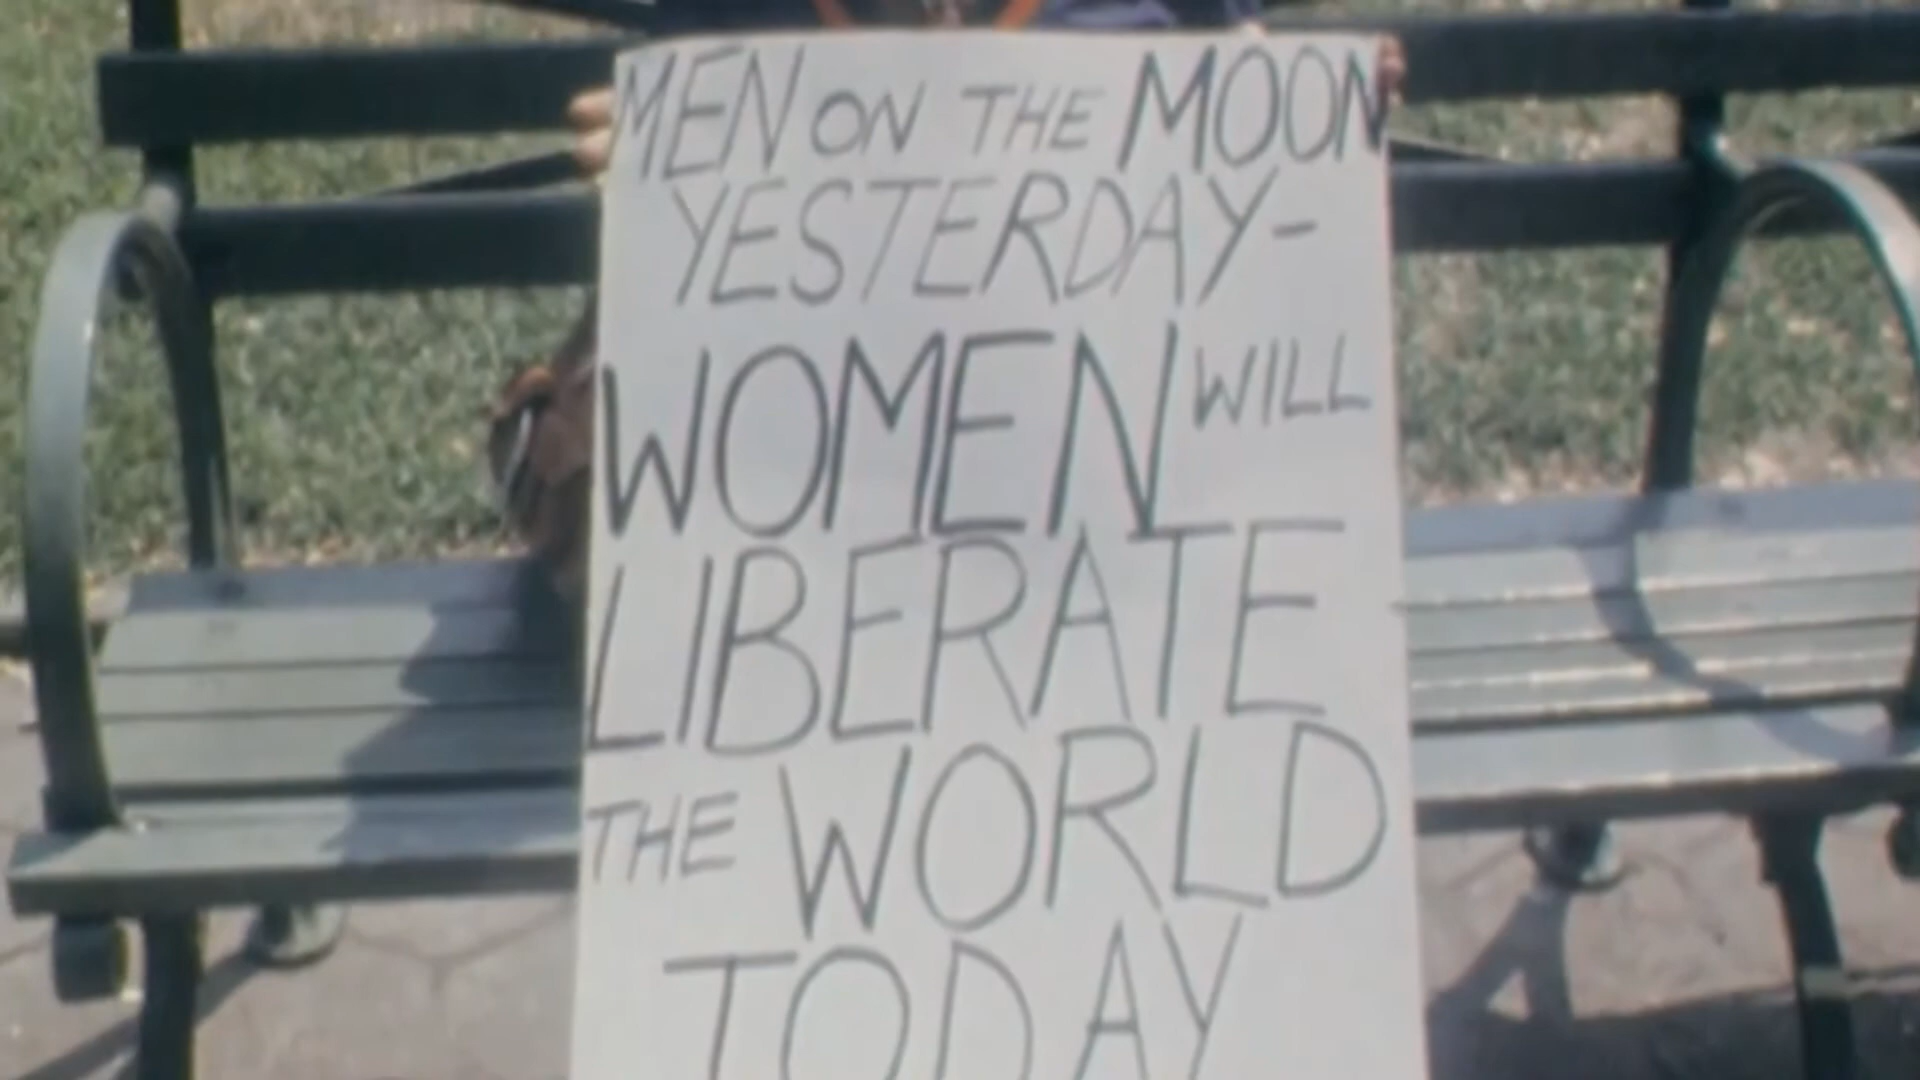 MEN ON THE MOON
YESTERDAY-
WOMEN WILL
LIBERATE
THE WORLD
TODAY